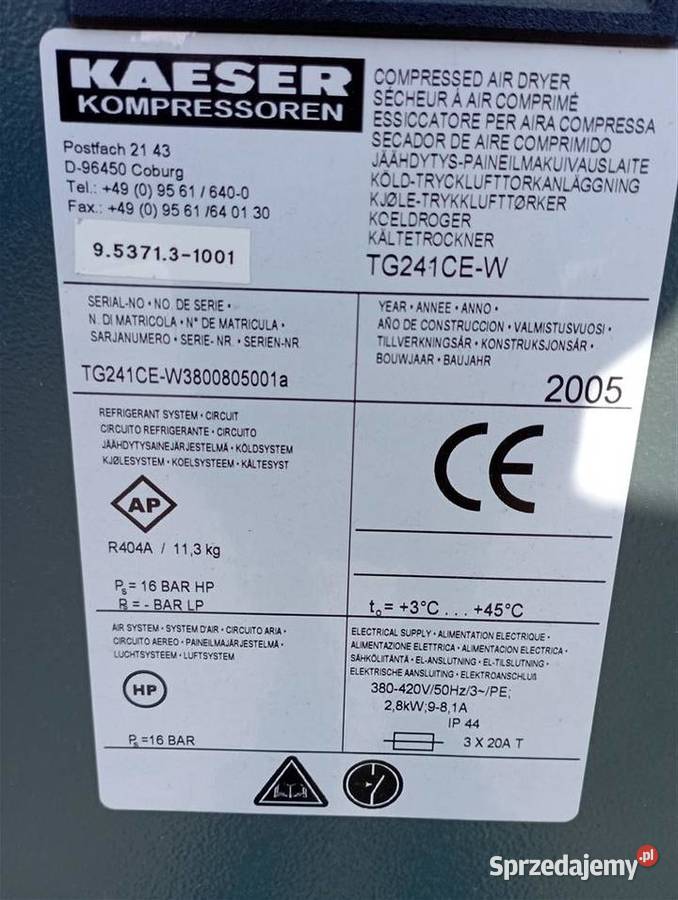 KAESER
KOMPRESSOREN
Postfach 21 43
D-96450 Coburg
Tel.: +49 (0) 95 61 / 640-0
Fax.: +49 (0) 95 61 /64 01 30
9.5371.3-1001
COMPRESSED AIR DRYER
SÉCHEUR À AIR COMPRIMÉ
ESSICCATORE PER AIRA COMPRESSA
SECADOR DE AIRE COMPRIMIDO
JÄÄHDYTYS-PAINEILMAKUIVAUSLAITE
KÖLD-TRYCKLUFTTORKANLÄGGNING
KJØLE-TRYKKLUFTTØRKER
KOELDROGER
KÄLTETROCKNER
TG241CE-W
SERIAL-NO • NO. DE SERIE •
N. DI MATRICOLA • N° DE MATRICULA •
SARJANUMERO • SERIE- NR. • SERIEN-NR.
TG241CE-W3800805001a
YEAR • ANNEE • ANNO •
AÑO DE CONSTRUCCION • VALMISTUSVUOSI •
TILLVERKNINGSÅR • KONSTRUKSJONSÅR •
BOUWJAAR • BAUJAHR
2005
REFRIGERANT SYSTEM • CIRCUIT
CIRCUITO REFRIGERANTE • CIRCUITO
JÄÄHDYTYSAINEJÄRJESTELMÄ • KÖLDSYSTEM
KJØLESYSTEM • KOELSYSTEEM • KÄLTESYST
AP
R404A / 11,3 kg
Ps= 16 BAR HP
Ps= - BAR LP
CE
to= +3°C . . . +45°C
AIR SYSTEM • SYSTEM D'AIR • CIRCUITO ARIA •
CIRCUITO AEREO • PAINEILMAJÄRJESTELMÄ •
LUCHTSYSTEEM • LUFTSYSTEM
HP
Ps=16 BAR
ELECTRICAL SUPPLY • ALIMENTATION ELECTRIQUE •
ALIMENTAZIONE ELETTRICA • ALIMENTACION ELECTRICA •
SÄHKÖLIITÄNTÄ • EL-ANSLUTNING • EL-TILSLUTNING •
ELEKTRISCHE AANSLUITING • ELEKTROANSCHLUß
380-420V/50Hz/3~/PE;
2,8kW;9-8,1A
IP 44
3 X 20A T
Sprzedajemy.pl